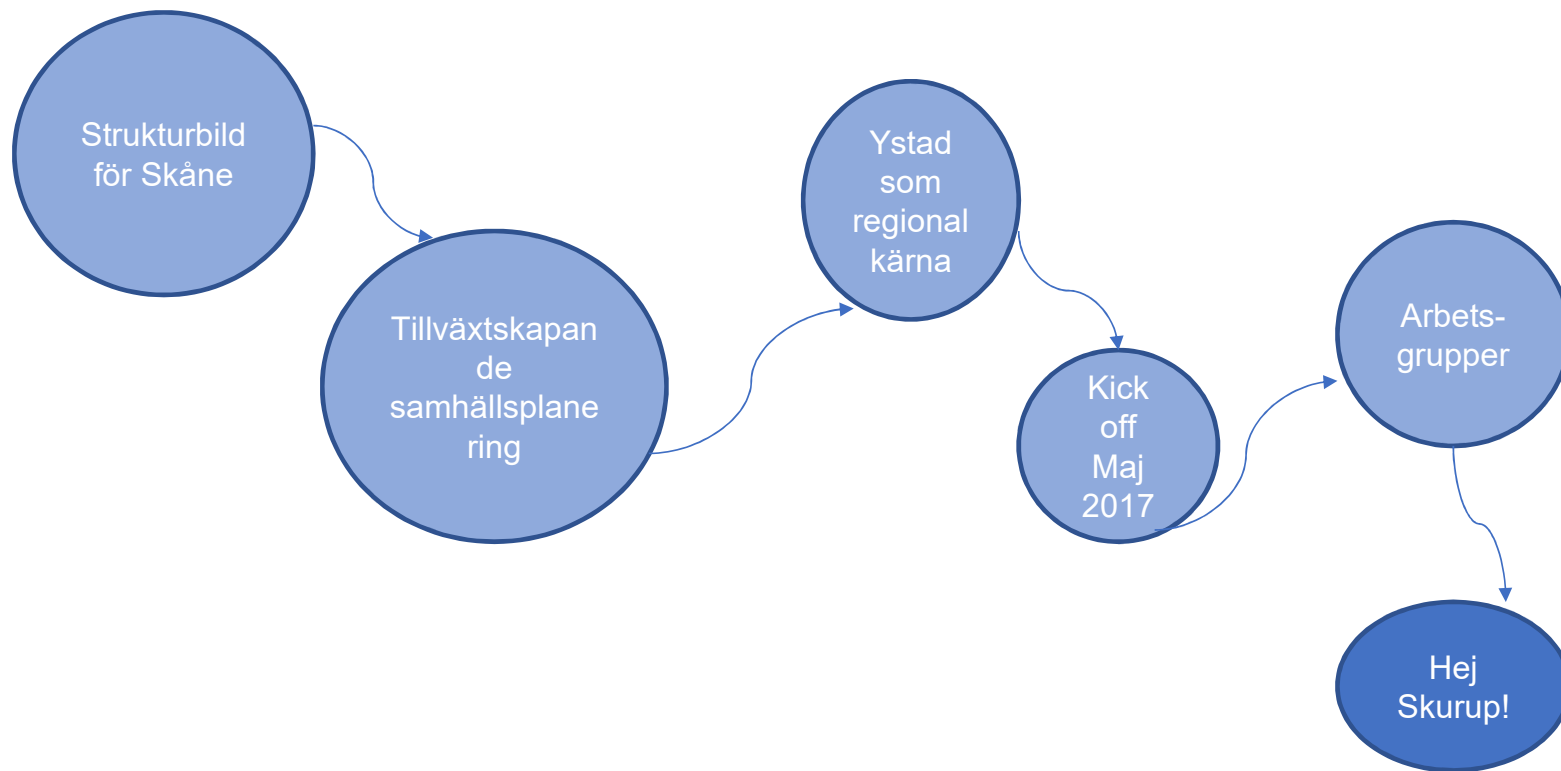 Strukturbild
för Skåne
Tillväxtskapan
de
samhällsplane
ring
Ystad
som
regional
kärna
Kick
off
Maj
2017
Arbets-
grupper
Hej
Skurup!